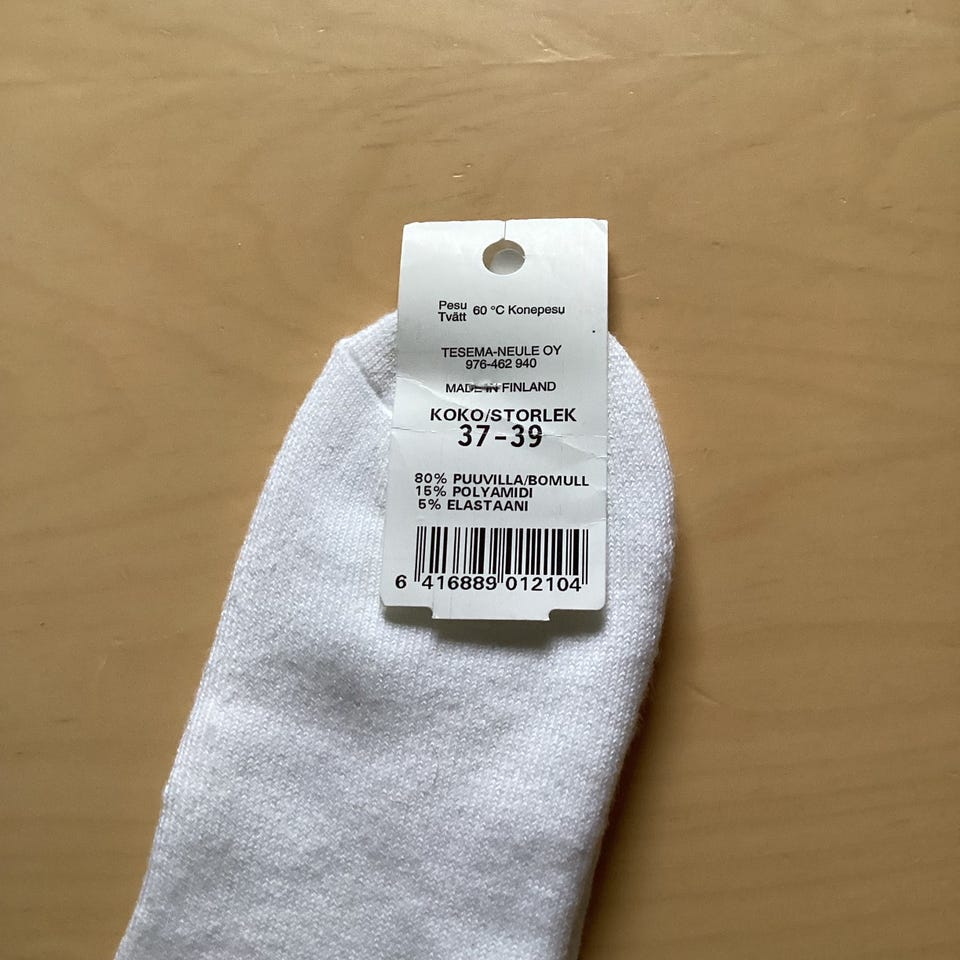 Pesu
Tvätt 60 °C Konepesu
TESEMA-NEULE OY
976-462 940
MADE IN FINLAND
KOKO/STORLEK
37-39
80% PUUVILLA/BOMULL
15% POLYAMIDI
5% ELASTAANI
6 416889 012104